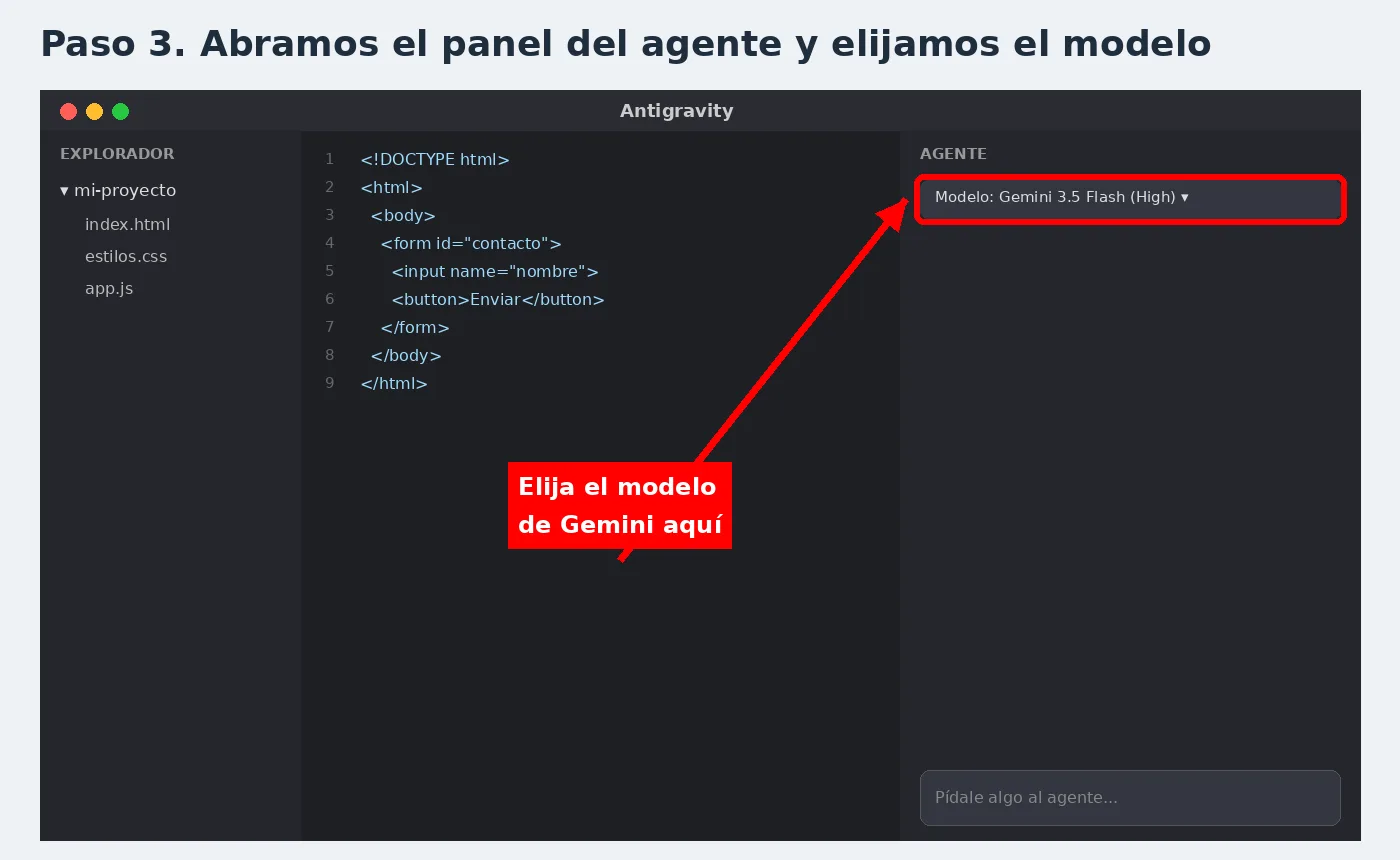 Paso 3. Abramos el panel del agente y elijamos el modelo
Antigravity
EXPLORADOR
▾ mi-proyecto
index.html
estilos.css
app.js
1 <!DOCTYPE html>
2 <html>
3 <body>
4 <form id="contacto">
5 <input name="nombre">
6 <button>Enviar</button>
7 </form>
8 </body>
9 </html>
Elija el modelo
de Gemini aquí
AGENTE
Modelo: Gemini 3.5 Flash (High) ▾
Pídale algo al agente...